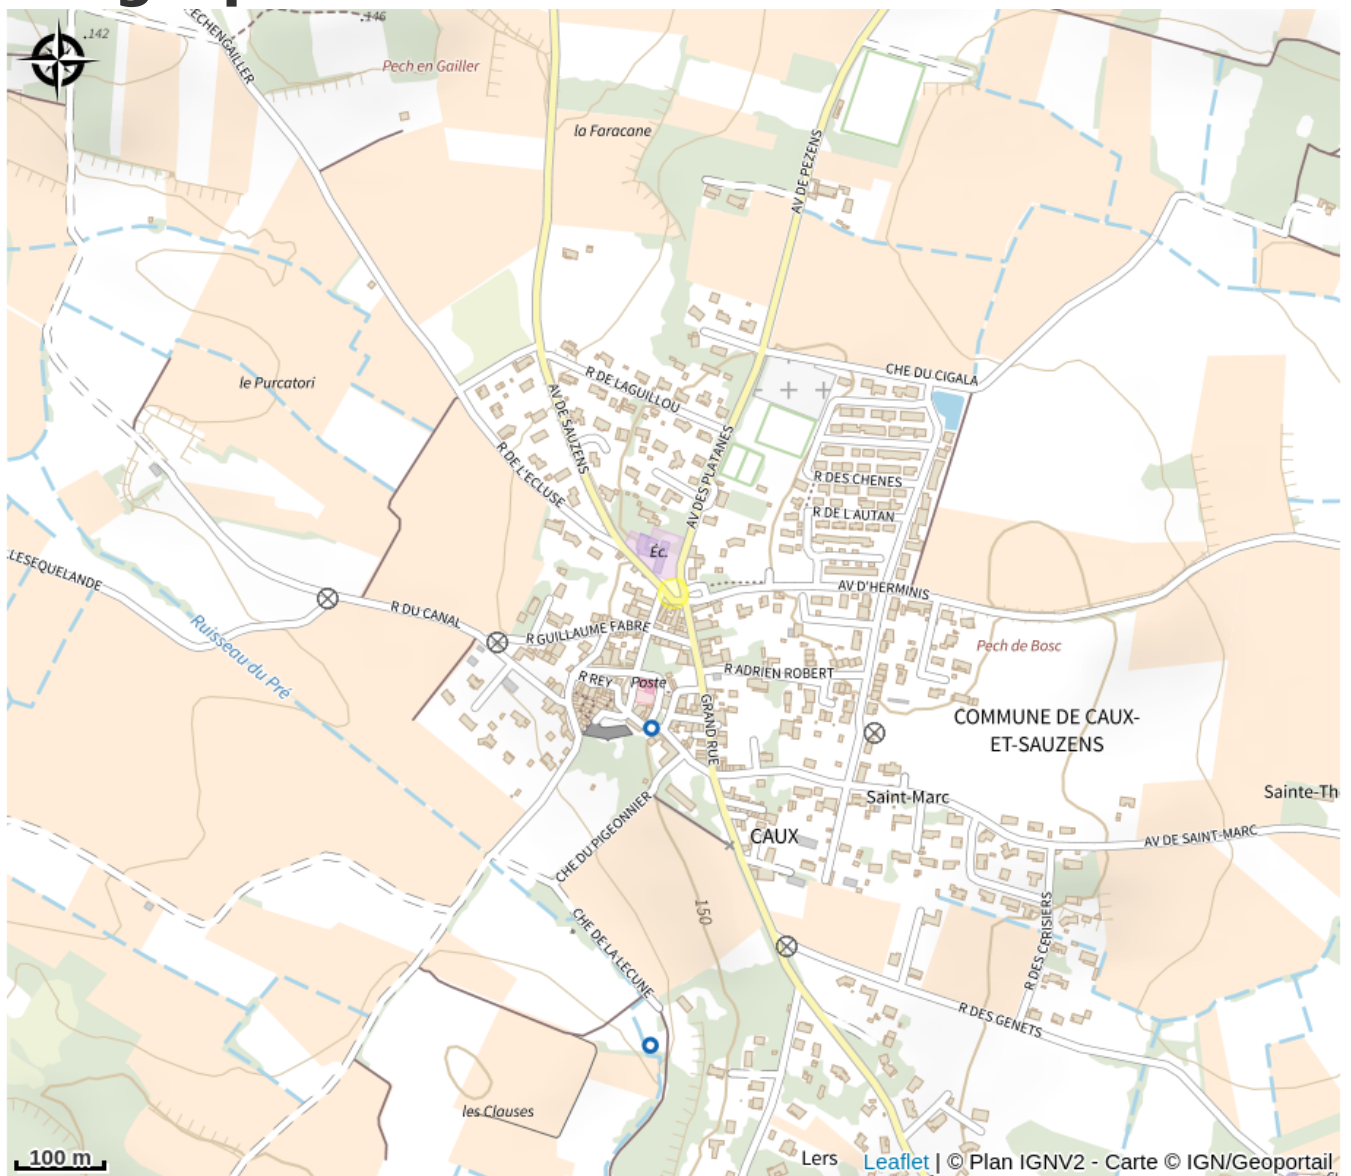 146
142
ECHENGAILLER
Pech en Gailler
la Faracane
AV DE PEZENS
le Purcatori
R DE LAGUILLOU
CHE DU CIGALA
AV DE SAUZENS
AV DES PLATANES
R DE L'ECLUSE
R DES CHENES
R DE L AUTAN
Éc.
LESEQUELANDE
AV D'HERMINIS
R DU CANAL
Ruisseau du Pré
R GUILLAUME FABRE
Pech de Bosc
R ADRIEN ROBERT
R REY
Poste
GRAND RUE
COMMUNE DE CAUX-
ET-SAUZENS
Saint-Marc
Sainte-Th
CAUX
AV DE SAINT-MARC
CHE DU PIGEONNIER
150
CHE DE LA LECUNE
R DES CERISIERS
R DES GENETS
les Clauses
Lers
100 m
Leaflet | © Plan IGNV2 - Carte © IGN/Geoportail